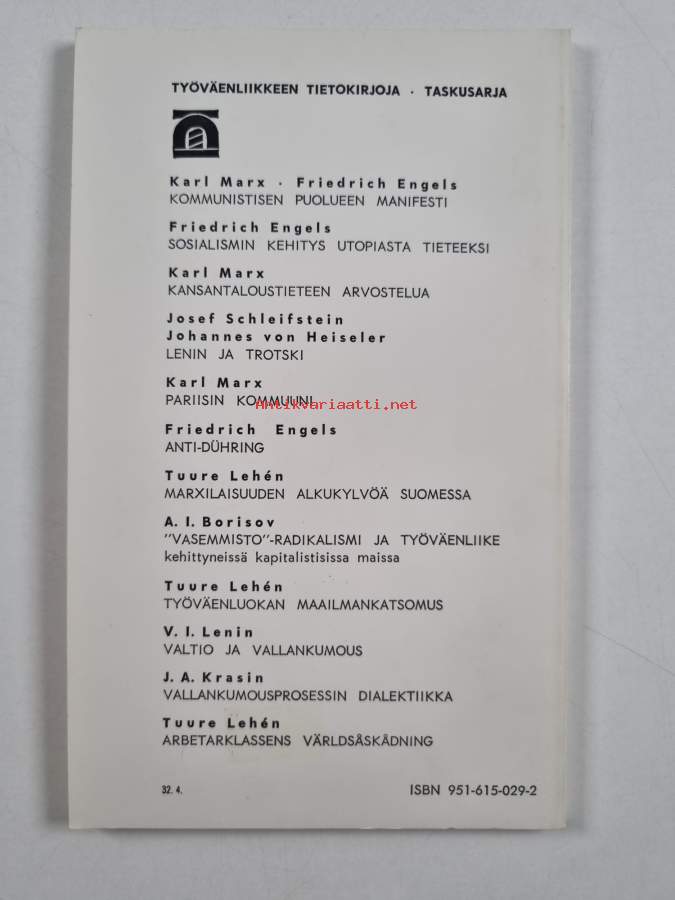 TYÖVÄENLIIKKEEN TIETOKIRJOJA · TASKUSARJA
Karl Marx · Friedrich Engels
KOMMUNISTISEN PUOLUEEN MANIFESTI
Friedrich Engels
SOSIALISMIN KEHITYS UTOPIASTA TIETEEKSI
Karl Marx
KANSANTALOUSTIETEEN ARVOSTELUA
Josef Schleifstein
Johannes von Heiseler
LENIN JA TROTSKI
Karl Marx
PARIISIN KOMMUUNI
Antikvariaatti.net
Friedrich Engels
ANTI-DÜHRING
Tuure Lehén
MARXILAISUUDEN ALKUKYLVÖÄ SUOMESSA
A. I. Borisov
"VASEMMISTO"-RADIKALISMI JA TYÖVÄENLIIKE
kehittyneissä kapitalistisissa maissa
Tuure Lehén
TYÖVÄENLUOKAN MAAILMANKATSOMUS
V. I. Lenin
VALTIO JA VALLANKUMOUS
J. A. Krasin
VALLANKUMOUSPROSESSIN DIALEKTIIKKA
Tuure Lehén
ARBETARKLASSENS VÄRLDSÅSKÅDNING
32. 4.
ISBN 951-615-029-2